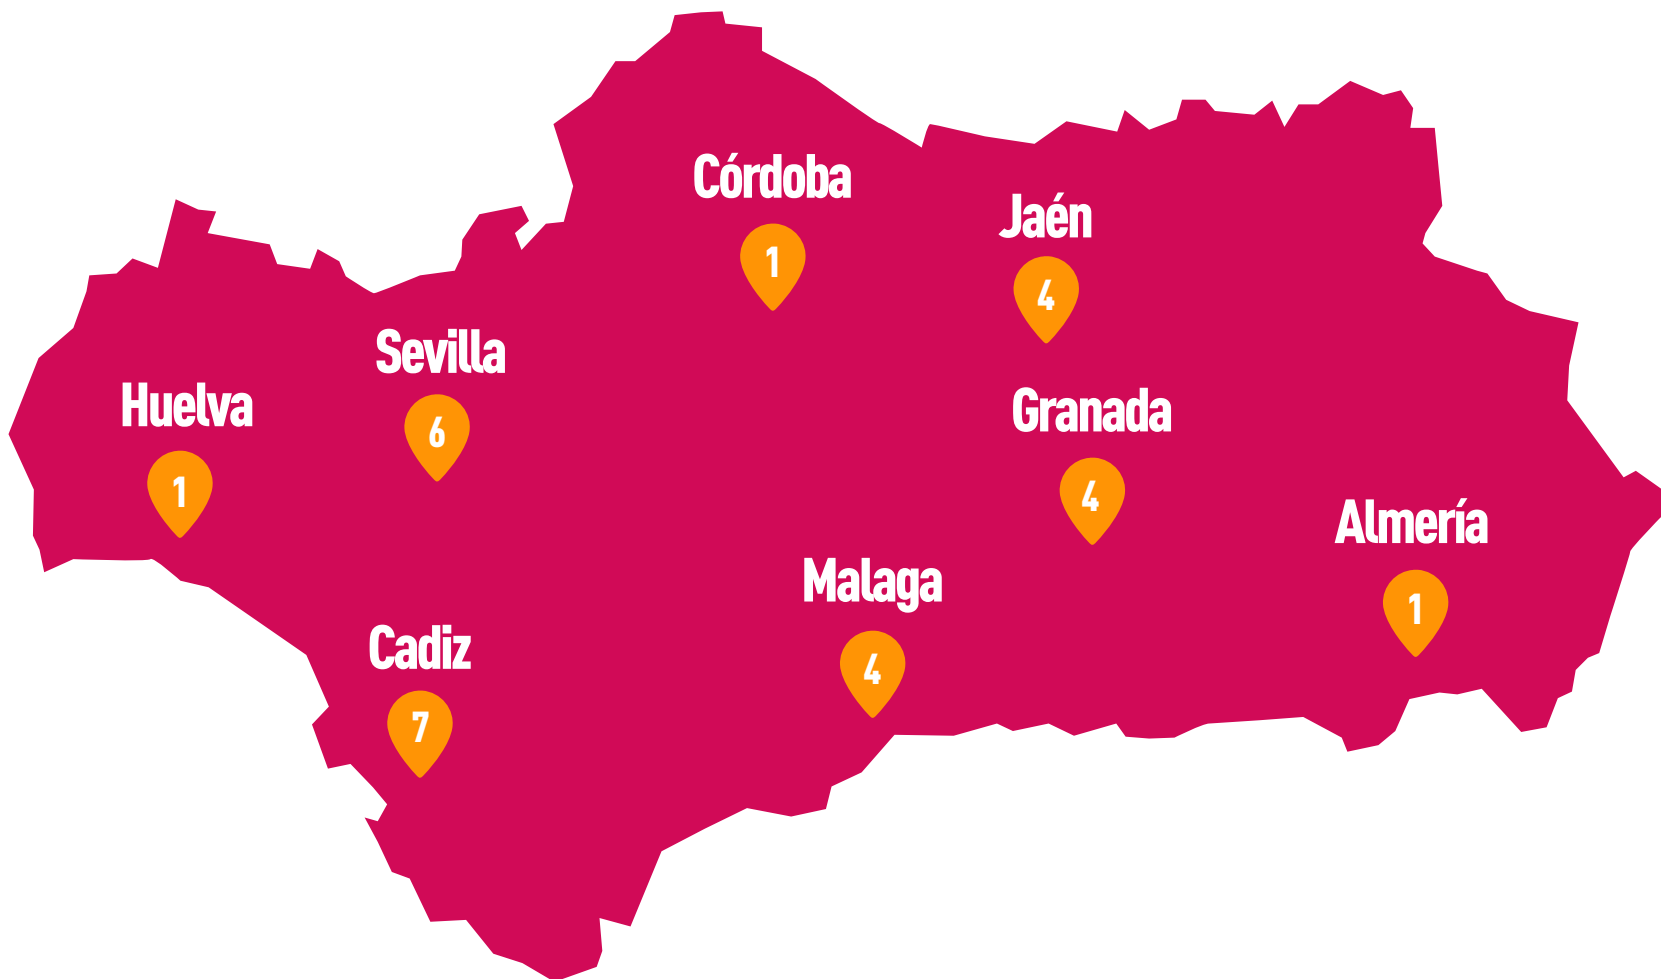 Córdoba
1
Jaén
4
Sevilla
6
Huelva
1
Granada
4
Almería
1
Malaga
4
Cadiz
7